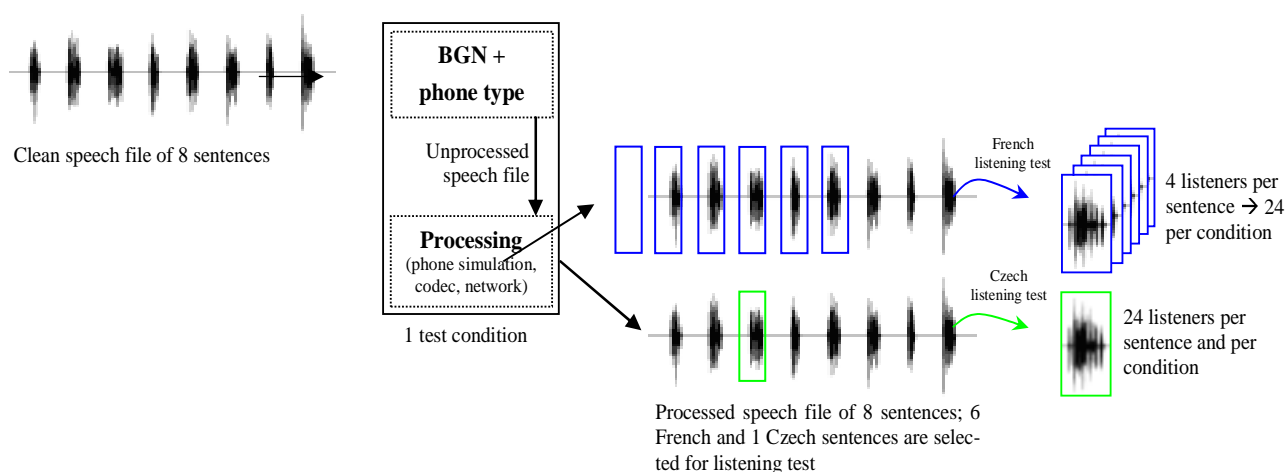 Clean speech file of 8 sentences
BGN +
phone type
Unprocessed
speech file
Processing
(phone simulation,
codec, network)
1 test condition
French
listening test
4 listeners per
sentence → 24
per condition
Czech
listening test
24 listeners per
sentence and per
condition
Processed speech file of 8 sentences; 6
French and 1 Czech sentences are selec-
ted for listening test